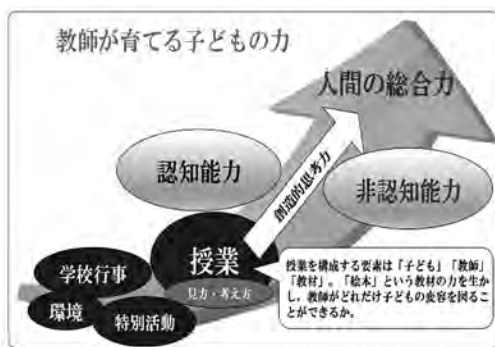 教師が育てる子どもの力
人間の総合力
認知能力
創造的思考力
非認知能力
授業
見方・考え方
学校行事
環境
特別活動
授業を構成する要素は「子ども」「教師」
「教材」。「絵本」という教材の力を生か
し，教師がどれだけ子どもの変容を図るこ
とができるか。